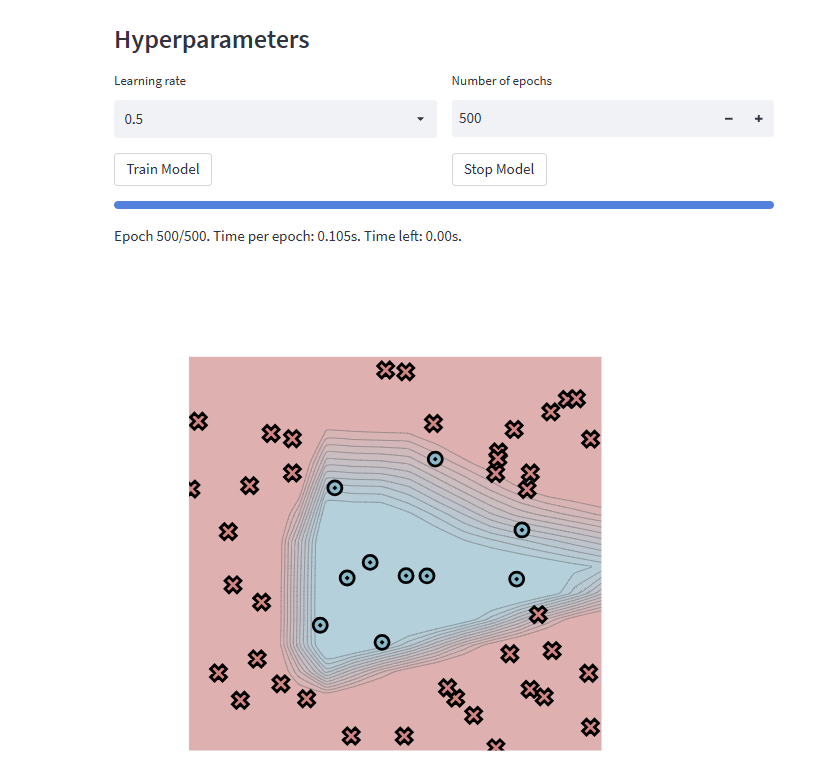 Hyperparameters
Learning rate
Number of epochs
0.5
500
Train Model
Stop Model
Epoch 500/500. Time per epoch: 0.105s. Time left: 0.00s.